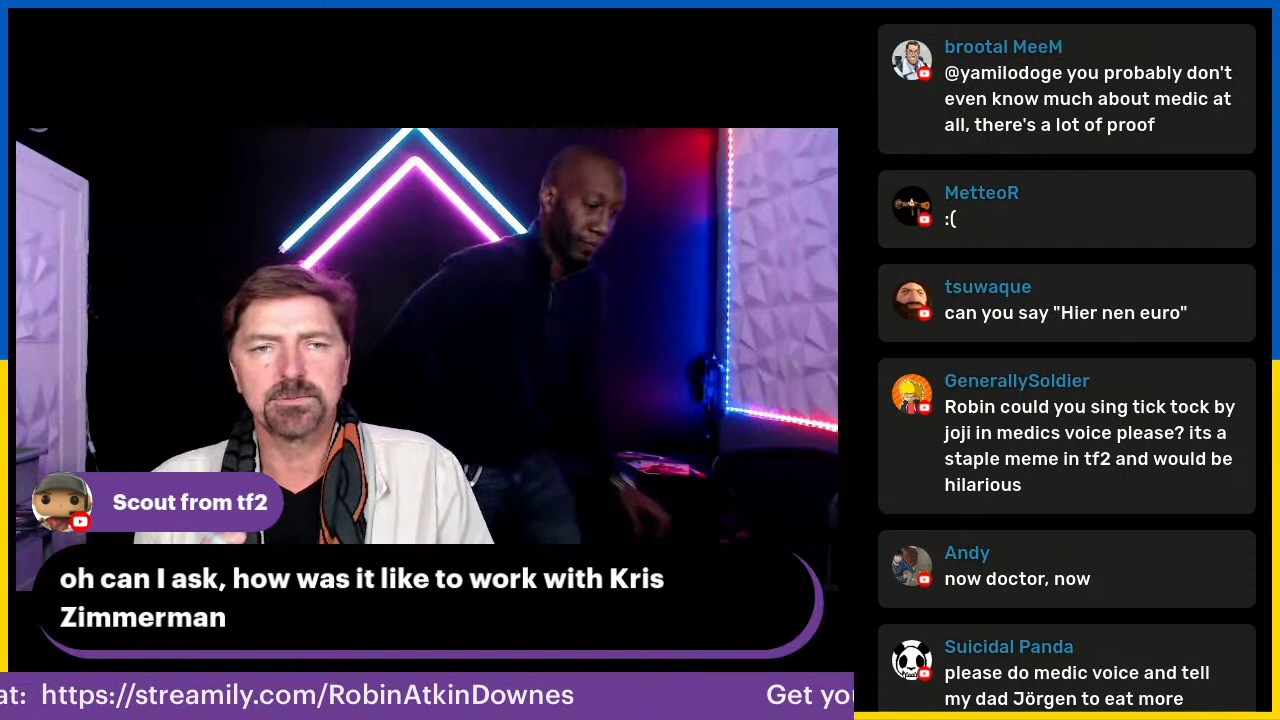 Scout from tf2
oh can I ask, how was it like to work with Kris
Zimmerman
at: https://streamily.com/RobinAtkinDownes
Get you
brootal MeeM
@yamilodoge you probably don't
even know much about medic at
all, there's a lot of proof
MetteoR
:(
tsuwaque
can you say "Hier nen euro"
GenerallySoldier
Robin could you sing tick tock by
joji in medics voice please? its a
staple meme in tf2 and would be
hilarious
Andy
now doctor, now
Suicidal Panda
please do medic voice and tell
my dad Jörgen to eat more